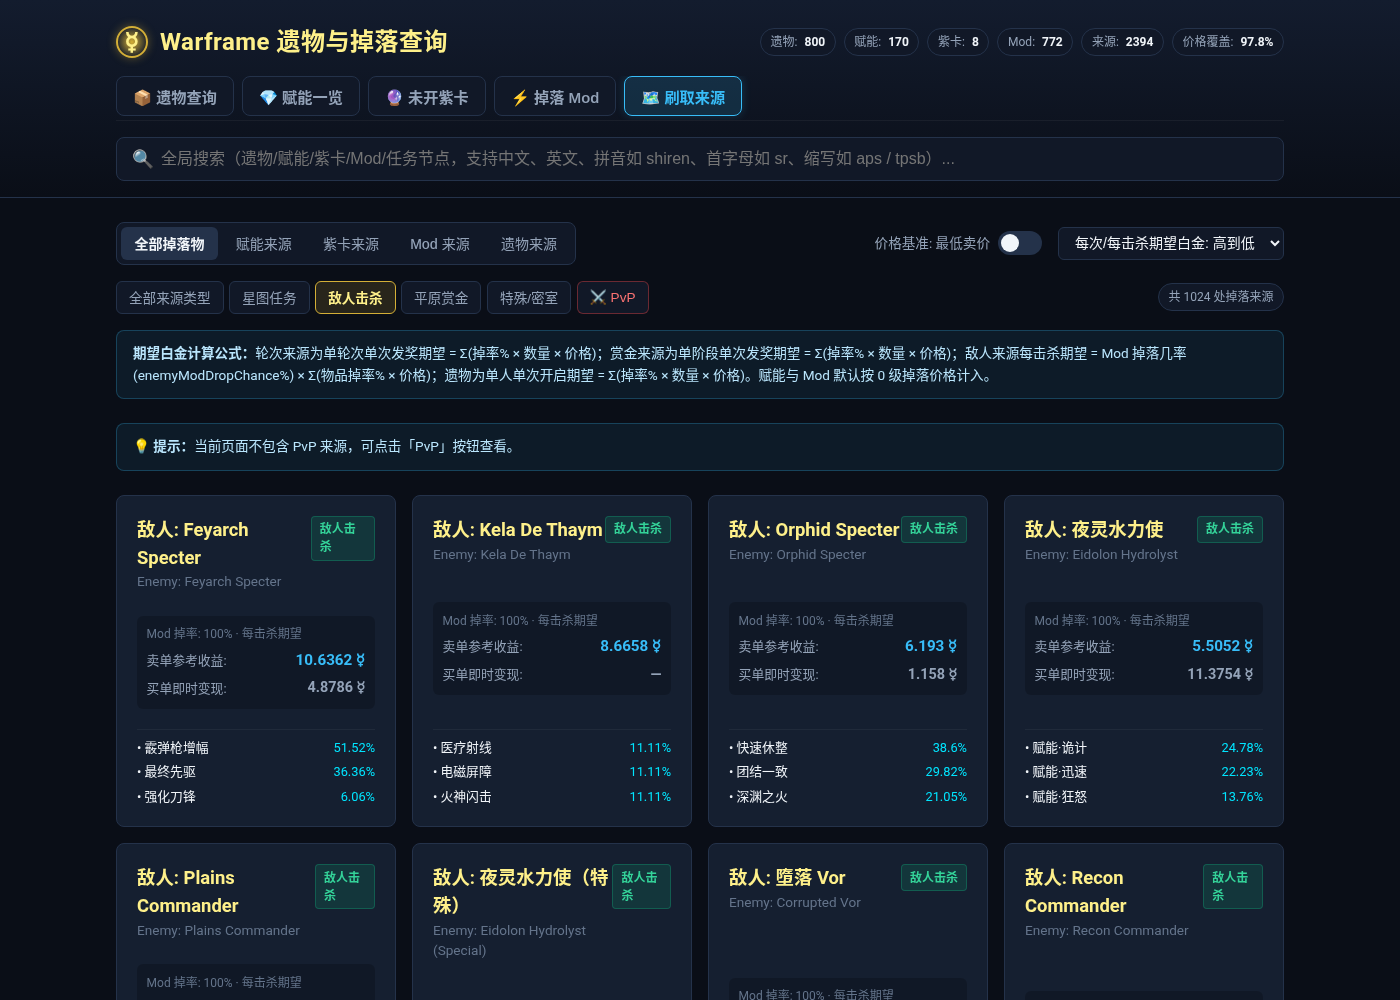 Warframe 遗物与掉落查询
遗物: 800
赋能: 170
紫卡: 8
Mod: 772
来源: 2394
价格覆盖: 97.8%
📦 遗物查询
💎 赋能一览
🔮 未开紫卡
⚡ 掉落 Mod
🗺️ 刷取来源
🔍 全局搜索（遗物/赋能/紫卡/Mod/任务节点，支持中文、英文、拼音如 shiren、首字母如 sr、缩写如 aps / tpsb）...
全部掉落物
赋能来源
紫卡来源
Mod 来源
遗物来源
价格基准: 最低卖价
每次/每击杀期望白金: 高到低
全部来源类型
星图任务
敌人击杀
平原赏金
特殊/密室
⚔️ PvP
共 1024 处掉落来源
期望白金计算公式：轮次来源为单轮次单次发奖期望 = Σ(掉率% × 数量 × 价格)；赏金来源为单阶段单次发奖期望 = Σ(掉率% × 数量 × 价格)；敌人来源每击杀期望 = Mod 掉落几率
(enemyModDropChance%) × Σ(物品掉率% × 价格)；遗物为单人单次开启期望 = Σ(掉率% × 数量 × 价格)。赋能与 Mod 默认按 0 级掉落价格计入。
💡 提示：当前页面不包含 PvP 来源，可点击「PvP」按钮查看。
敌人: Feyarch
Specter
敌人击
杀
Enemy: Feyarch Specter
Mod 掉率: 100% · 每击杀期望
卖单参考收益: 10.6362 ☿
买单即时变现: 4.8786 ☿
• 霰弹枪增幅 51.52%
• 最终先驱 36.36%
• 强化刀锋 6.06%
敌人: Kela De Thaym
敌人击杀
Enemy: Kela De Thaym
Mod 掉率: 100% · 每击杀期望
卖单参考收益: 8.6658 ☿
买单即时变现: —
• 医疗射线 11.11%
• 电磁屏障 11.11%
• 火神闪击 11.11%
敌人: Orphid Specter
敌人击杀
Enemy: Orphid Specter
Mod 掉率: 100% · 每击杀期望
卖单参考收益: 6.193 ☿
买单即时变现: 1.158 ☿
• 快速休整 38.6%
• 团结一致 29.82%
• 深渊之火 21.05%
敌人: 夜灵水力使
敌人击杀
Enemy: Eidolon Hydrolyst
Mod 掉率: 100% · 每击杀期望
卖单参考收益: 5.5052 ☿
买单即时变现: 11.3754 ☿
• 赋能·诡计 24.78%
• 赋能·迅速 22.23%
• 赋能·狂怒 13.76%
敌人: Plains
Commander
敌人击
杀
Enemy: Plains Commander
Mod 掉率: 100% · 每击杀期望
敌人: 夜灵水力使（特
殊）
敌人击
杀
Enemy: Eidolon Hydrolyst
(Special)
敌人: 堕落 Vor
敌人击杀
Enemy: Corrupted Vor
Mod 掉率: 100% · 每击杀期望
敌人: Recon
Commander
敌人击
杀
Enemy: Recon Commander